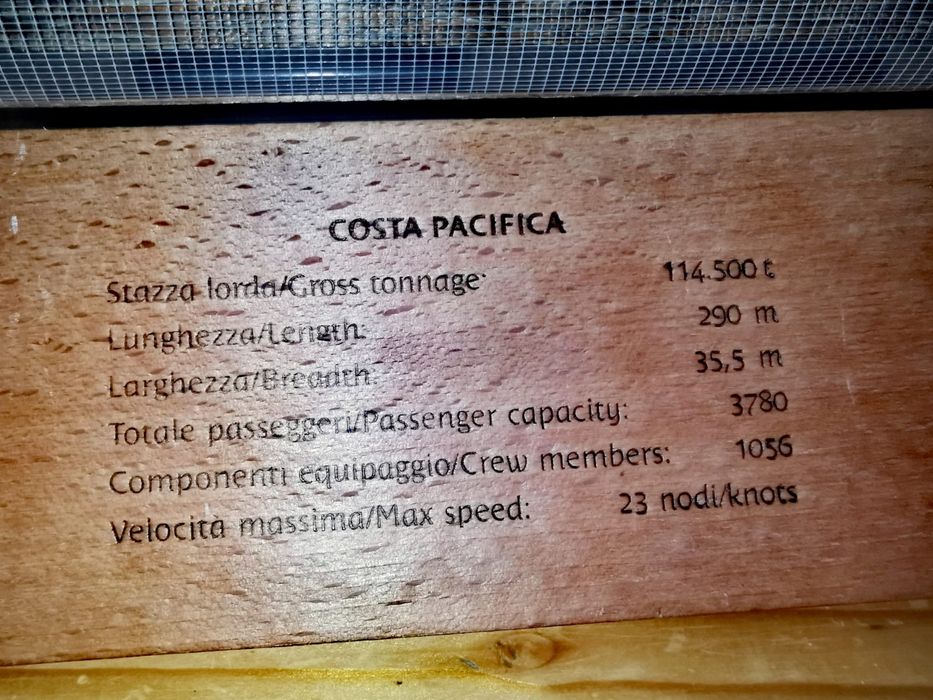 COSTA PACIFICA
Stazza lorda/Gross tonnage: 114.500 t
Lunghezza/Length: 290 m
Larghezza/Breadth: 35,5 m
Totale passeggeri/Passenger capacity: 3780
Componenti equipaggio/Crew members: 1056
Velocità massima/Max speed: 23 nodi/knots